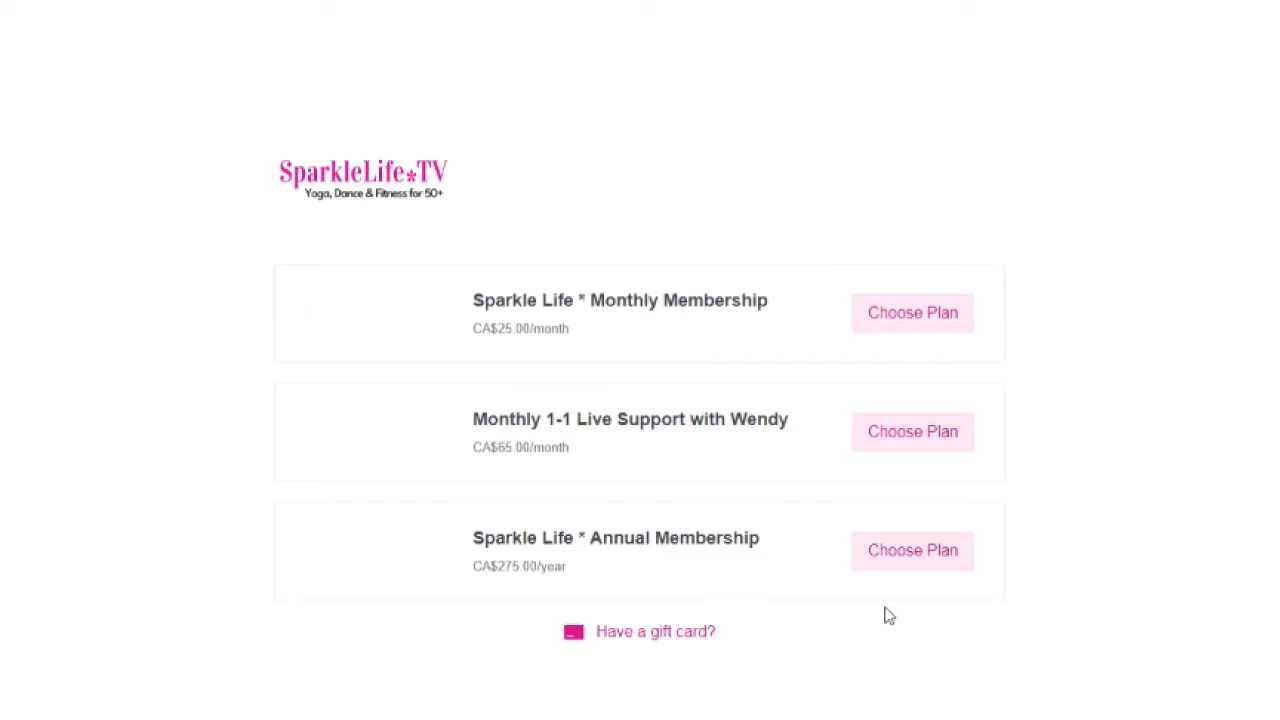 SparkleLife*TV
Yoga, Dance & Fitness for 50+
Sparkle Life * Monthly Membership
CA$25.00/month
Choose Plan
Monthly 1-1 Live Support with Wendy
CA$65.00/month
Choose Plan
Sparkle Life * Annual Membership
CA$275.00/year
Choose Plan
Have a gift card?